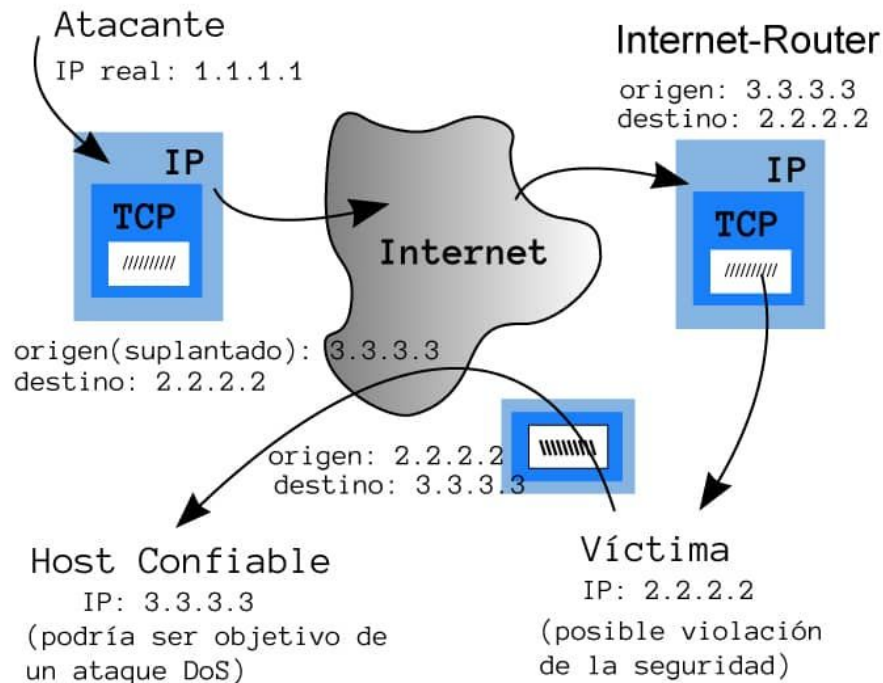 Atacante
IP real: 1.1.1.1
Internet-Router
origen: 3.3.3.3
destino: 2.2.2.2
IP
TCP
//////////
Internet
IP
TCP
//////////
origen(suplantado): 3.3.3.3
destino: 2.2.2.2
origen: 2.2.2.2
destino: 3.3.3.3
\\\\\\\\\\
Host Confiable
IP: 3.3.3.3
(podría ser objetivo de
un ataque DoS)
Víctima
IP: 2.2.2.2
(posible violación
de la seguridad)